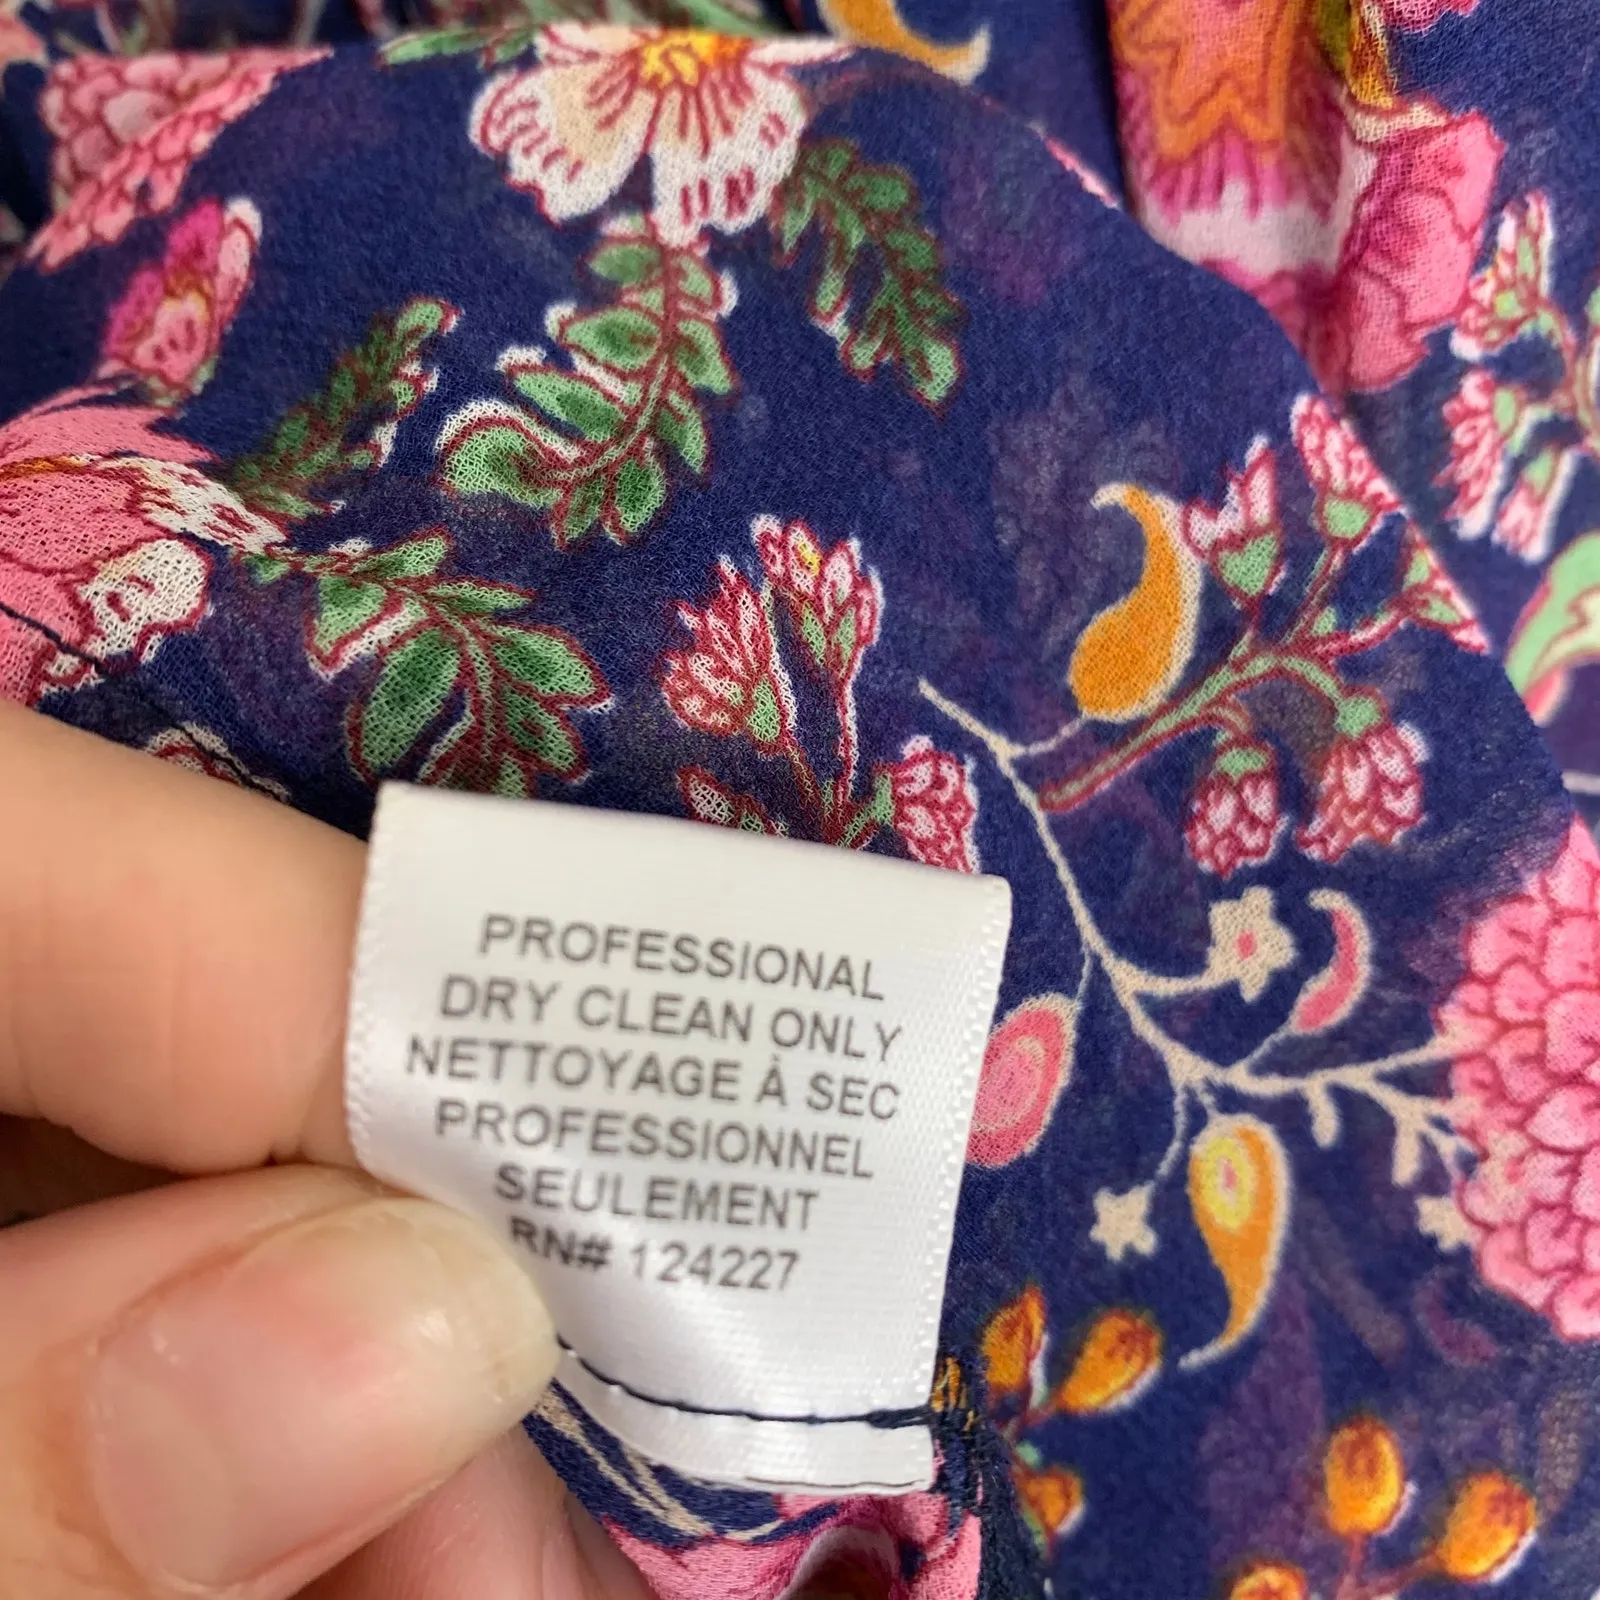 PROFESSIONAL
DRY CLEAN ONLY
NETTOYAGE À SEC
PROFESSIONNEL
SEULEMENT
RN# 124227